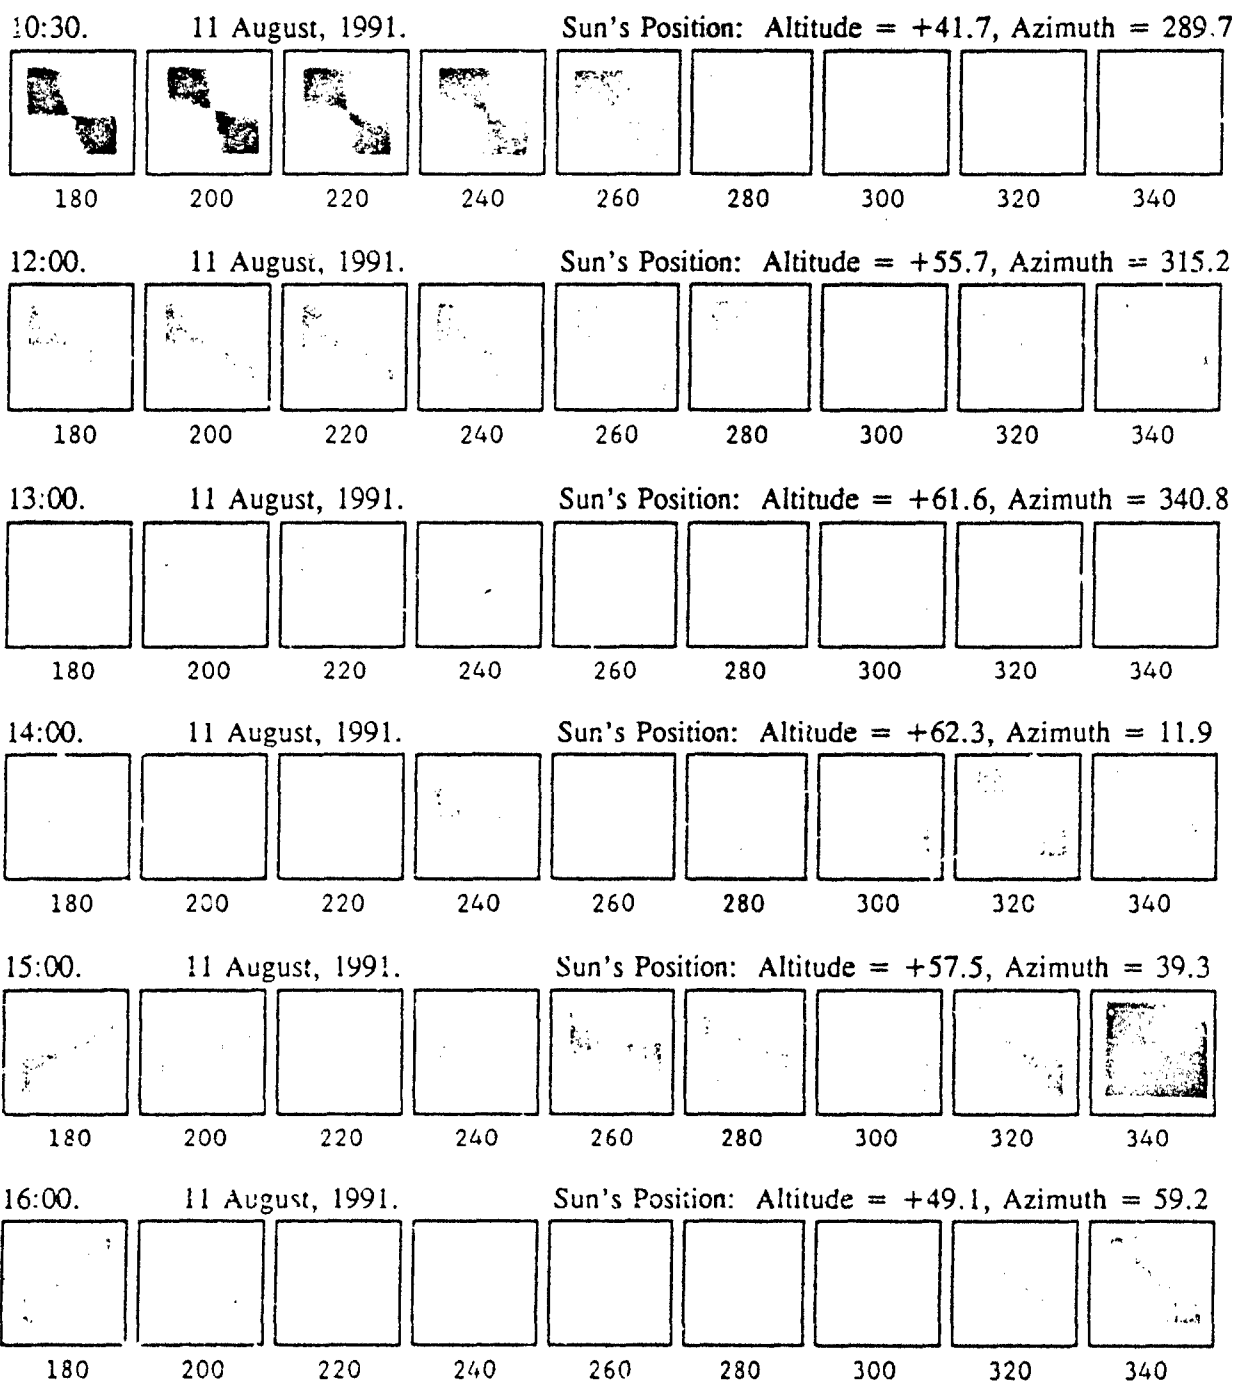 10:30. 11 August, 1991. Sun's Position: Altitude = +41.7, Azimuth = 289.7
180 200 220 240 260 280 300 320 340
12:00. 11 August, 1991. Sun's Position: Altitude = +55.7, Azimuth = 315.2
180 200 220 240 260 280 300 320 340
13:00. 11 August, 1991. Sun's Position: Altitude = +61.6, Azimuth = 340.8
180 200 220 240 260 280 300 320 340
14:00. 11 August, 1991. Sun's Position: Altitude = +62.3, Azimuth = 11.9
180 200 220 240 260 280 300 320 340
15:00. 11 August, 1991. Sun's Position: Altitude = +57.5, Azimuth = 39.3
180 200 220 240 260 280 300 320 340
16:00. 11 August, 1991. Sun's Position: Altitude = +49.1, Azimuth = 59.2
180 200 220 240 260 280 300 320 340